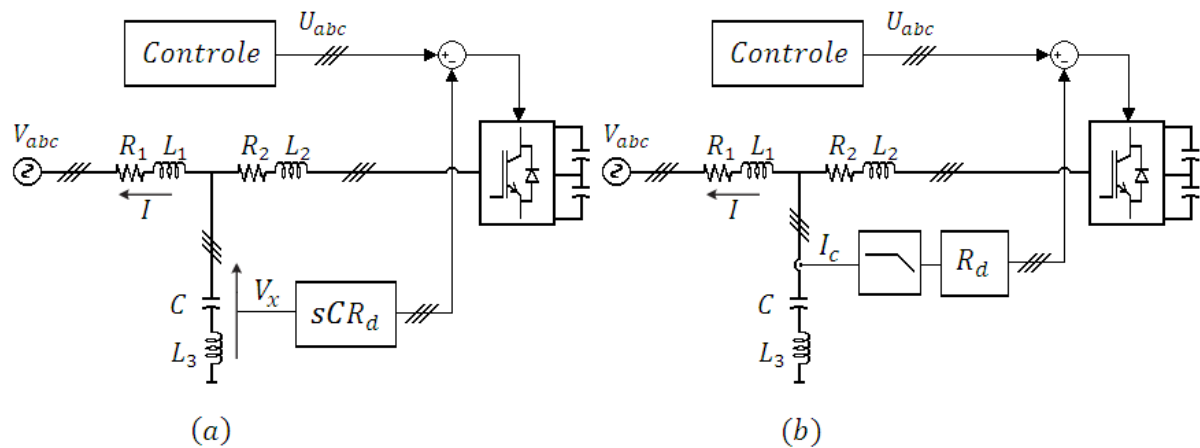 U_abc
Controle
+
−
V_abc
R_1 L_1 R_2 L_2
I
V_x
C
sCR_d
L_3
(a)
U_abc
Controle
+
−
V_abc
R_1 L_1 R_2 L_2
I
I_c
R_d
C
L_3
(b)